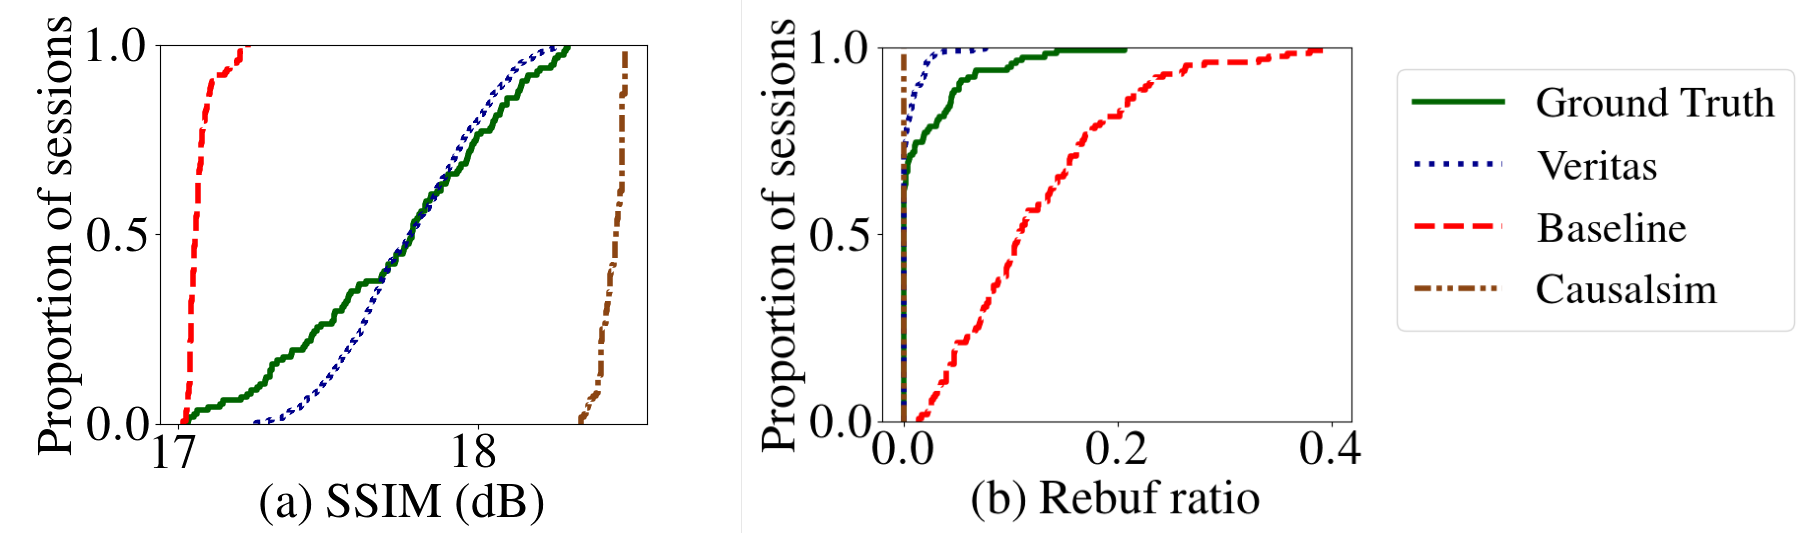 Proportion of sessions
1.0
0.5
0.0
17
18
(a) SSIM (dB)
Proportion of sessions
1.0
0.5
0.0
0.0
0.2
0.4
(b) Rebuf ratio
Ground Truth
Veritas
Baseline
Causalsim